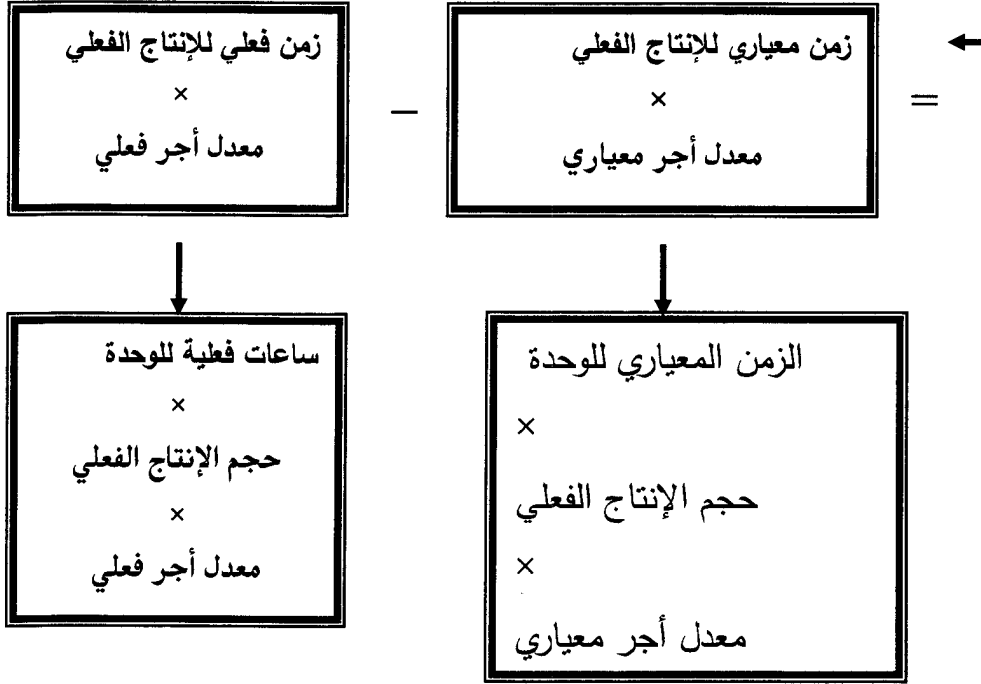 =
زمن معياري للإنتاج الفعلي
×
معدل أجر معياري
–
زمن فعلي للإنتاج الفعلي
×
معدل أجر فعلي
الزمن المعياري للوحدة
×
حجم الإنتاج الفعلي
×
معدل أجر معياري
ساعات فعلية للوحدة
×
حجم الإنتاج الفعلي
×
معدل أجر فعلي